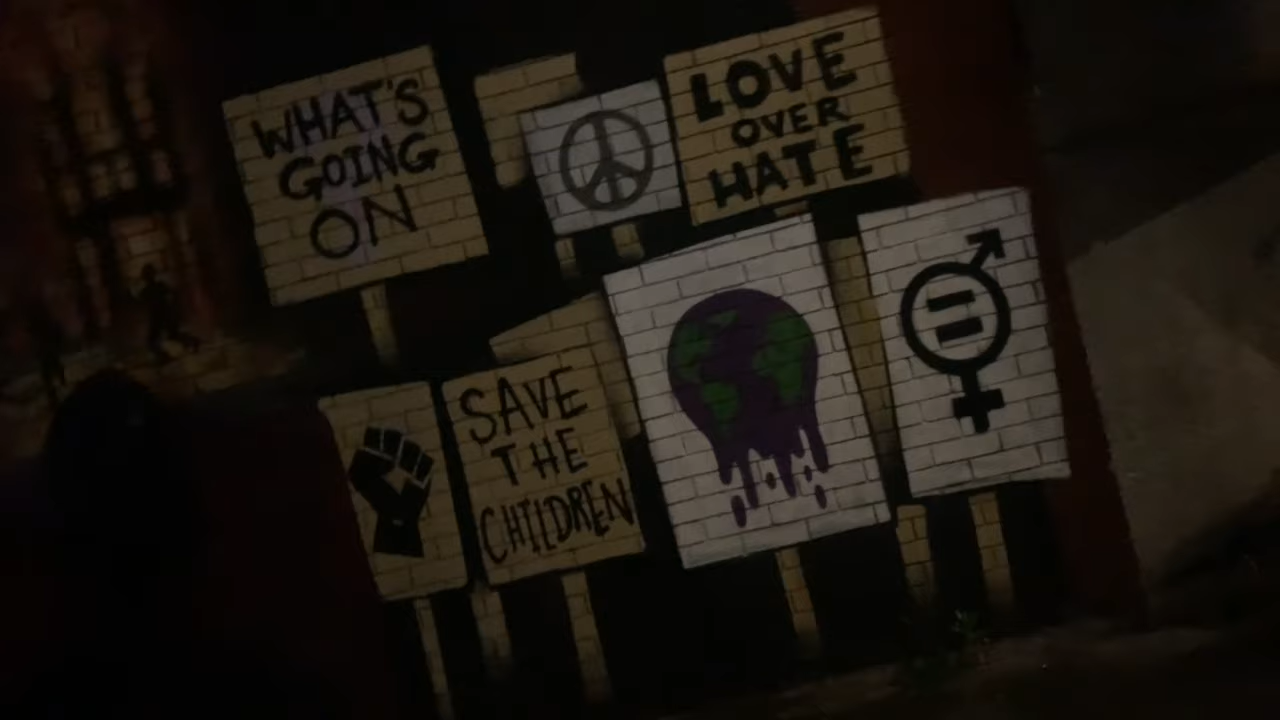 WHAT'S
GOING
ON
LOVE
OVER
HATE
SAVE
THE
CHILDREN